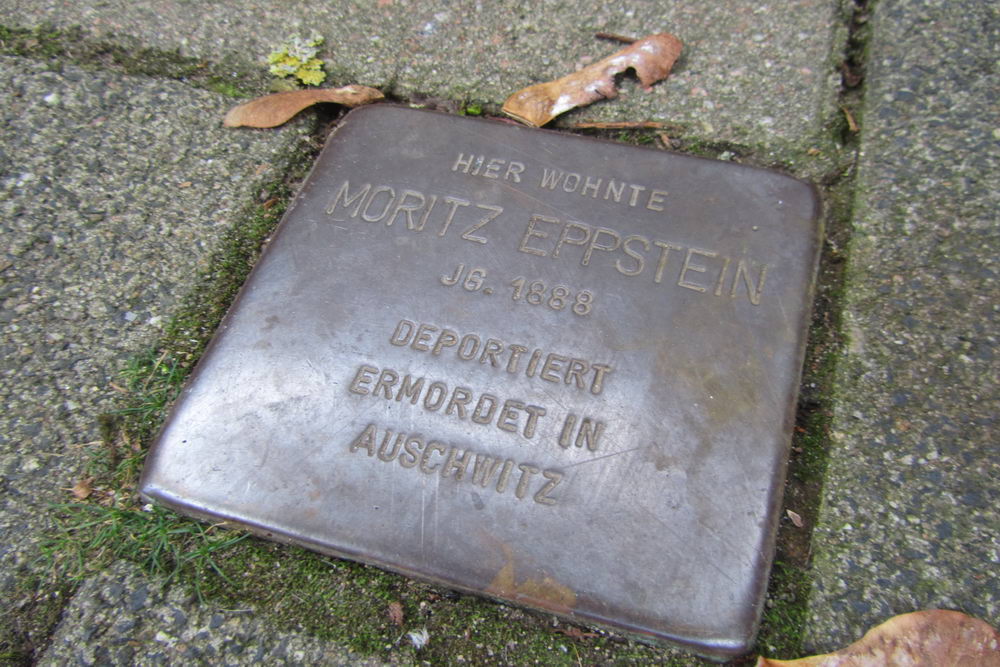 HIER WOHNTE
MORITZ EPPSTEIN
JG. 1888
DEPORTIERT
ERMORDET IN
AUSCHWITZ